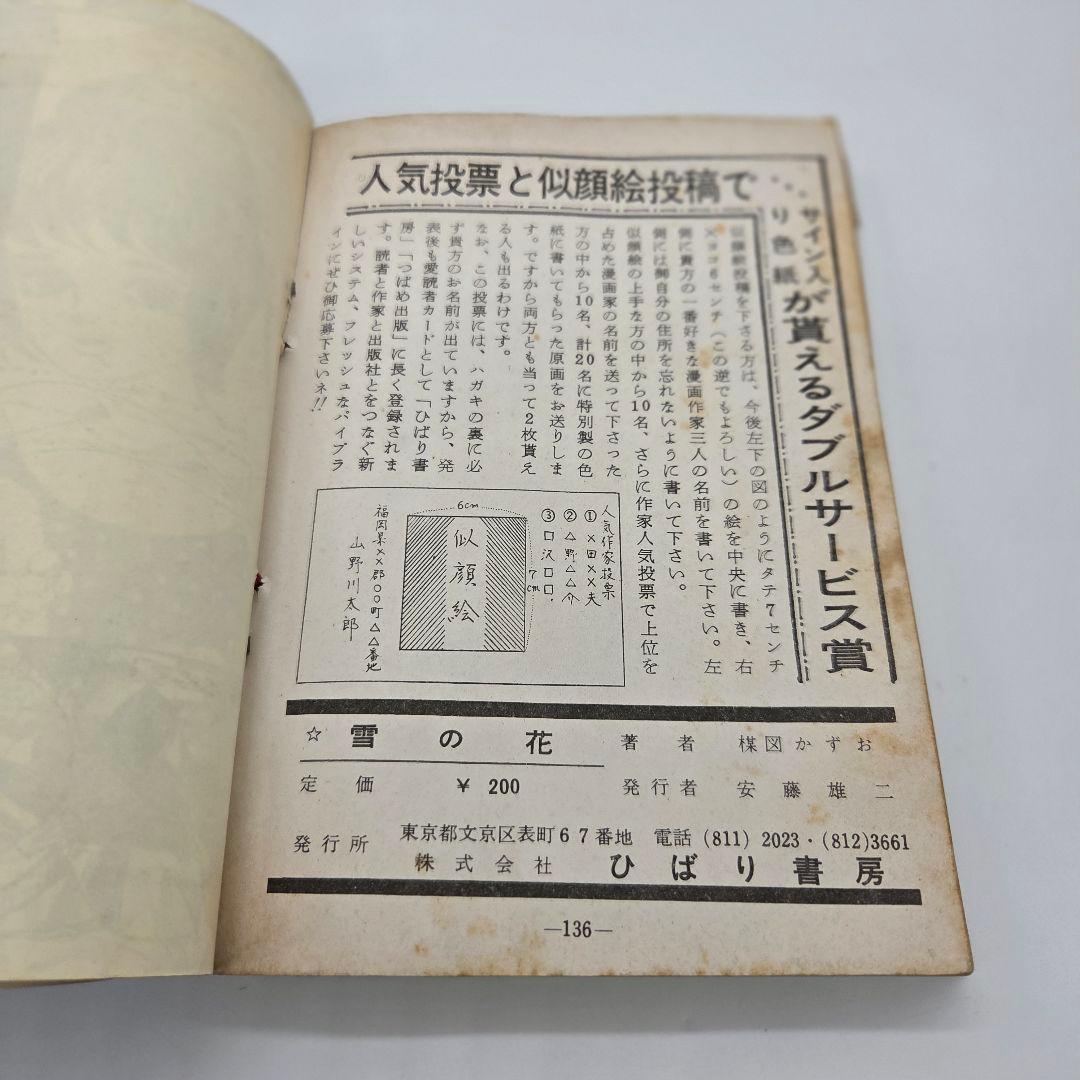 人気投票と似顔絵投稿で…
サイン入り色紙が貰えるダブルサービス賞
似顔絵投稿を下さる方は、今後左下の図のようにタテ7センチ
×ヨコ6センチ(この逆でもよろしい)の絵を中央に書き、右
側に貴方の一番好きな漫画作家三人の名前を書いて下さい。左
側には御自分の住所を忘れないように書いて下さい。
似顔絵の上手な方の中から10名、さらに作家人気投票で上位を
占めた漫画家の名前を送って下さった
方の中から10名、計20名に特別製の色
紙に書いてもらった原画をお送りしま
す。ですから両方とも当って2枚貰え
る人も出るわけです。
なお、この投票には、ハガキの裏に必
ず貴方のお名前が出ていますから、発
表後も愛読者カードとして「ひばり書
房」「つばめ出版」に長く登録されま
す。読者と作家と出版社とをつなぐ新
しいシステム、フレッシュなパイプラ
インにぜひ御応募下さいネ!!
人気作家投票
① ×田××夫
② △野△△介
③ 口沢口口.
6cm
7cm
似顔絵
福岡県××郡○○町△△番地
山野川太郎
☆ 雪の花
著者 楳図かずお
定価 ¥200
発行者 安藤雄二
発行所
東京都文京区表町67番地 電話(811)2023・(812)3661
株式会社 ひばり書房
—136—